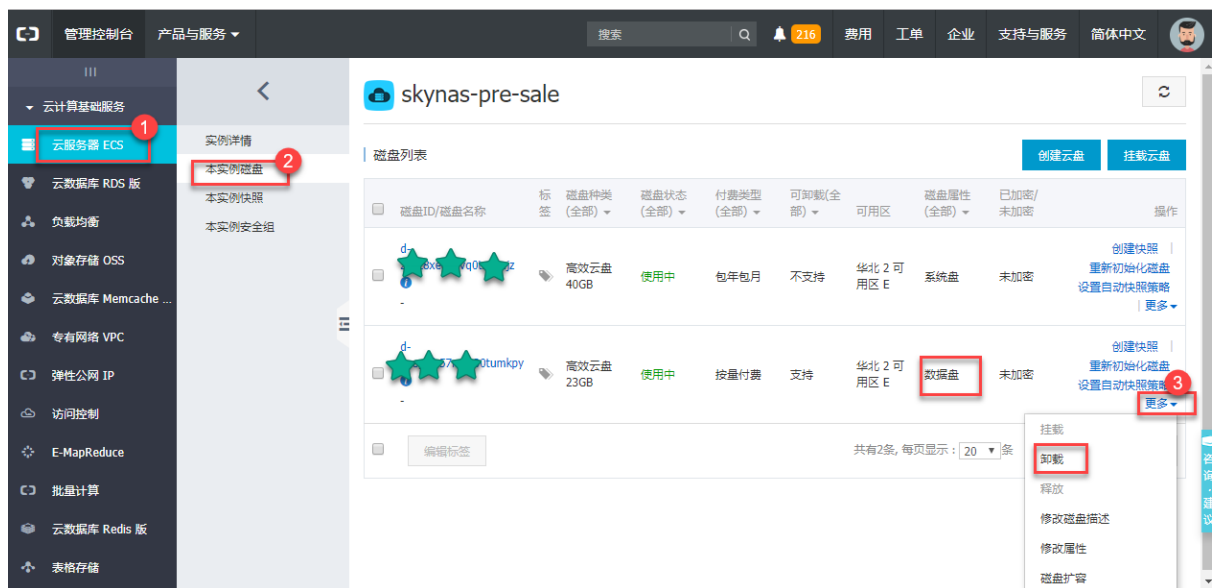 管理控制台 产品与服务 搜索 216 费用 工单 企业 支持与服务 简体中文
云计算基础服务
云服务器 ECS
云数据库 RDS 版
负载均衡
对象存储 OSS
云数据库 Memcache ...
专有网络 VPC
弹性公网 IP
访问控制
E-MapReduce
批量计算
云数据库 Redis 版
表格存储
1
实例详情
本实例磁盘
2
本实例快照
本实例安全组
skynas-pre-sale
磁盘列表
创建云盘 挂载云盘
磁盘ID/磁盘名称 标签 磁盘种类(全部) 磁盘状态(全部) 付费类型(全部) 可卸载(全部) 可用区 磁盘属性(全部) 已加密/未加密 操作
d-
高效云盘
40GB
使用中 包年包月 不支持
华北 2 可
用区 E
系统盘 未加密
创建快照
重新初始化磁盘
设置自动快照策略
更多
-
d-
otumkpy
高效云盘
23GB
使用中 按量付费 支持
华北 2 可
用区 E
数据盘 未加密
创建快照
重新初始化磁盘
设置自动快照
3
更多
-
编辑标签
共有2条, 每页显示：20 条
挂载
卸载
释放
修改磁盘描述
修改属性
磁盘扩容
咨询·建议